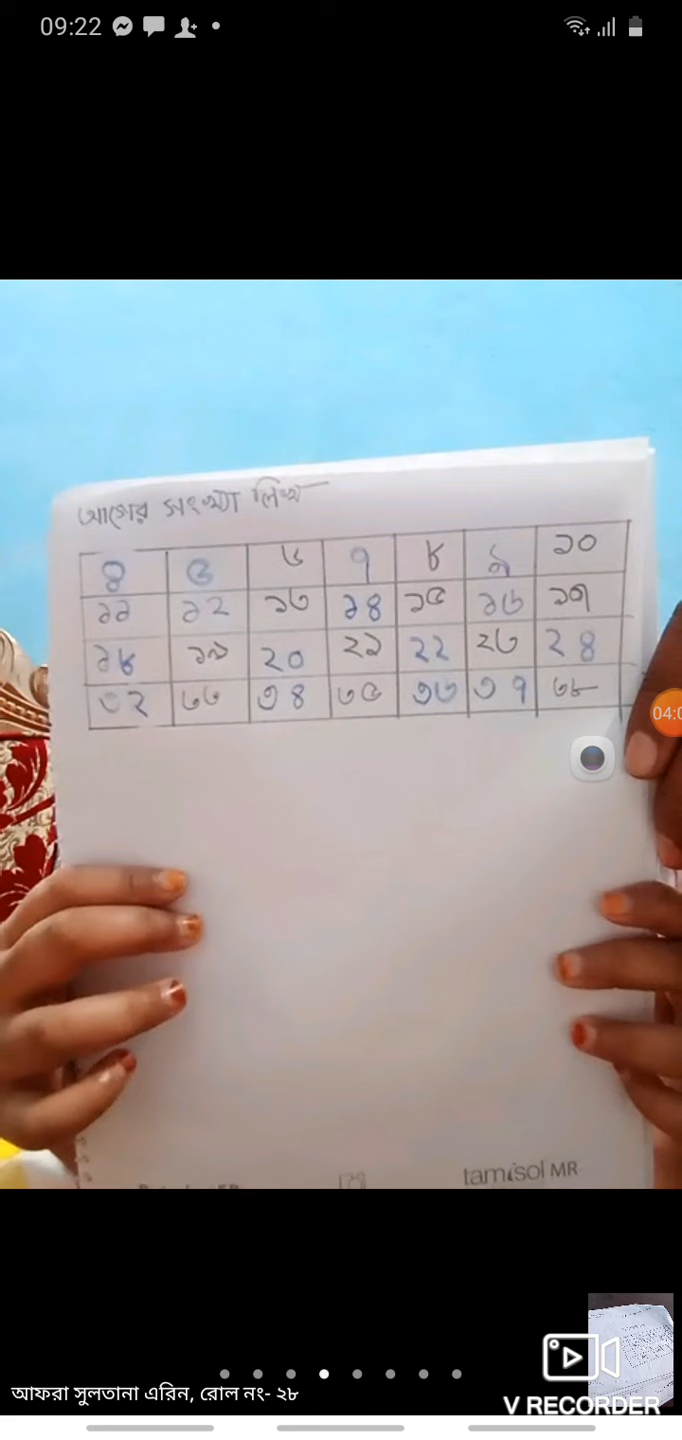 09:22
আগের সংখ্যা লিখ
৪ ৫ ৬ ৭ ৮ ৯ ১০
১১ ১২ ১৩ ১৪ ১৫ ১৬ ১৭
১৮ ১৯ ২০ ২১ ২২ ২৩ ২৪
৩২ ৩৩ ৩৪ ৩৫ ৩৬ ৩৭ ৩৮
04:0
tamisol MR
V RECORDER
আফরা সুলতানা এরিন, রোল নং- ২৮